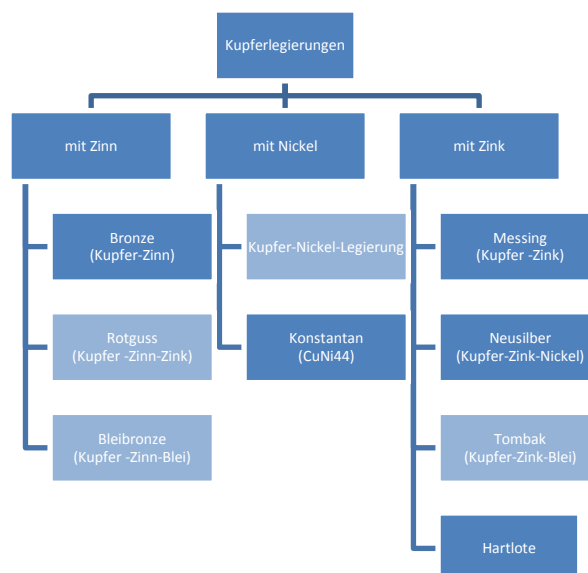 Kupferlegierungen
mit Zinn
mit Nickel
mit Zink
Bronze
(Kupfer-Zinn)
Kupfer-Nickel-Legierung
Messing
(Kupfer -Zink)
Rotguss
(Kupfer -Zinn-Zink)
Konstantan
(CuNi44)
Neusilber
(Kupfer-Zink-Nickel)
Bleibronze
(Kupfer -Zinn-Blei)
Tombak
(Kupfer-Zink-Blei)
Hartlote